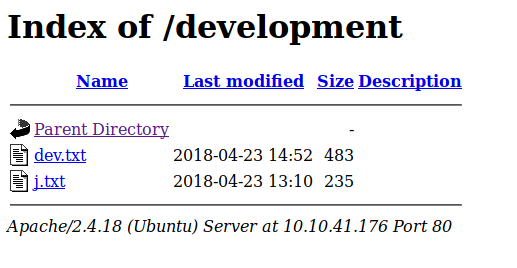 Index of /development
Name Last modified Size Description
Parent Directory -
dev.txt 2018-04-23 14:52 483
j.txt 2018-04-23 13:10 235
Apache/2.4.18 (Ubuntu) Server at 10.10.41.176 Port 80